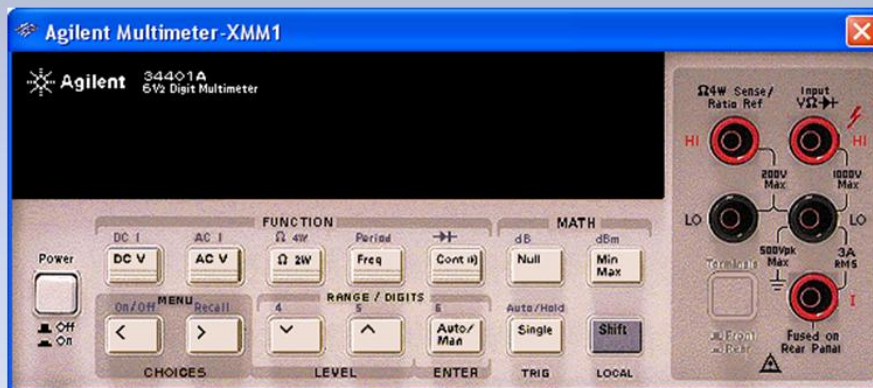 Agilent Multimeter-XMM1
Agilent 34401A
6½ Digit Multimeter
Ω4W Sense/
Ratio Ref
Input
VΩ
HI
HI
200V
Max
1000V
Max
LO
LO
500Vpk
Max
3A
RMS
Terminals
I
Front
Rear
Fused on
Rear Panal
FUNCTION
MATH
DC I
AC I
Ω 4W
Period
dB
dBm
Power
DC V
AC V
Ω 2W
Freq
Cont
Null
Min
Max
MENU
RANGE / DIGITS
On/Off
Recall
4
5
6
Auto/Hold
Off
On
<
>
Auto/
Man
Single
Shift
CHOICES
LEVEL
ENTER
TRIG
LOCAL